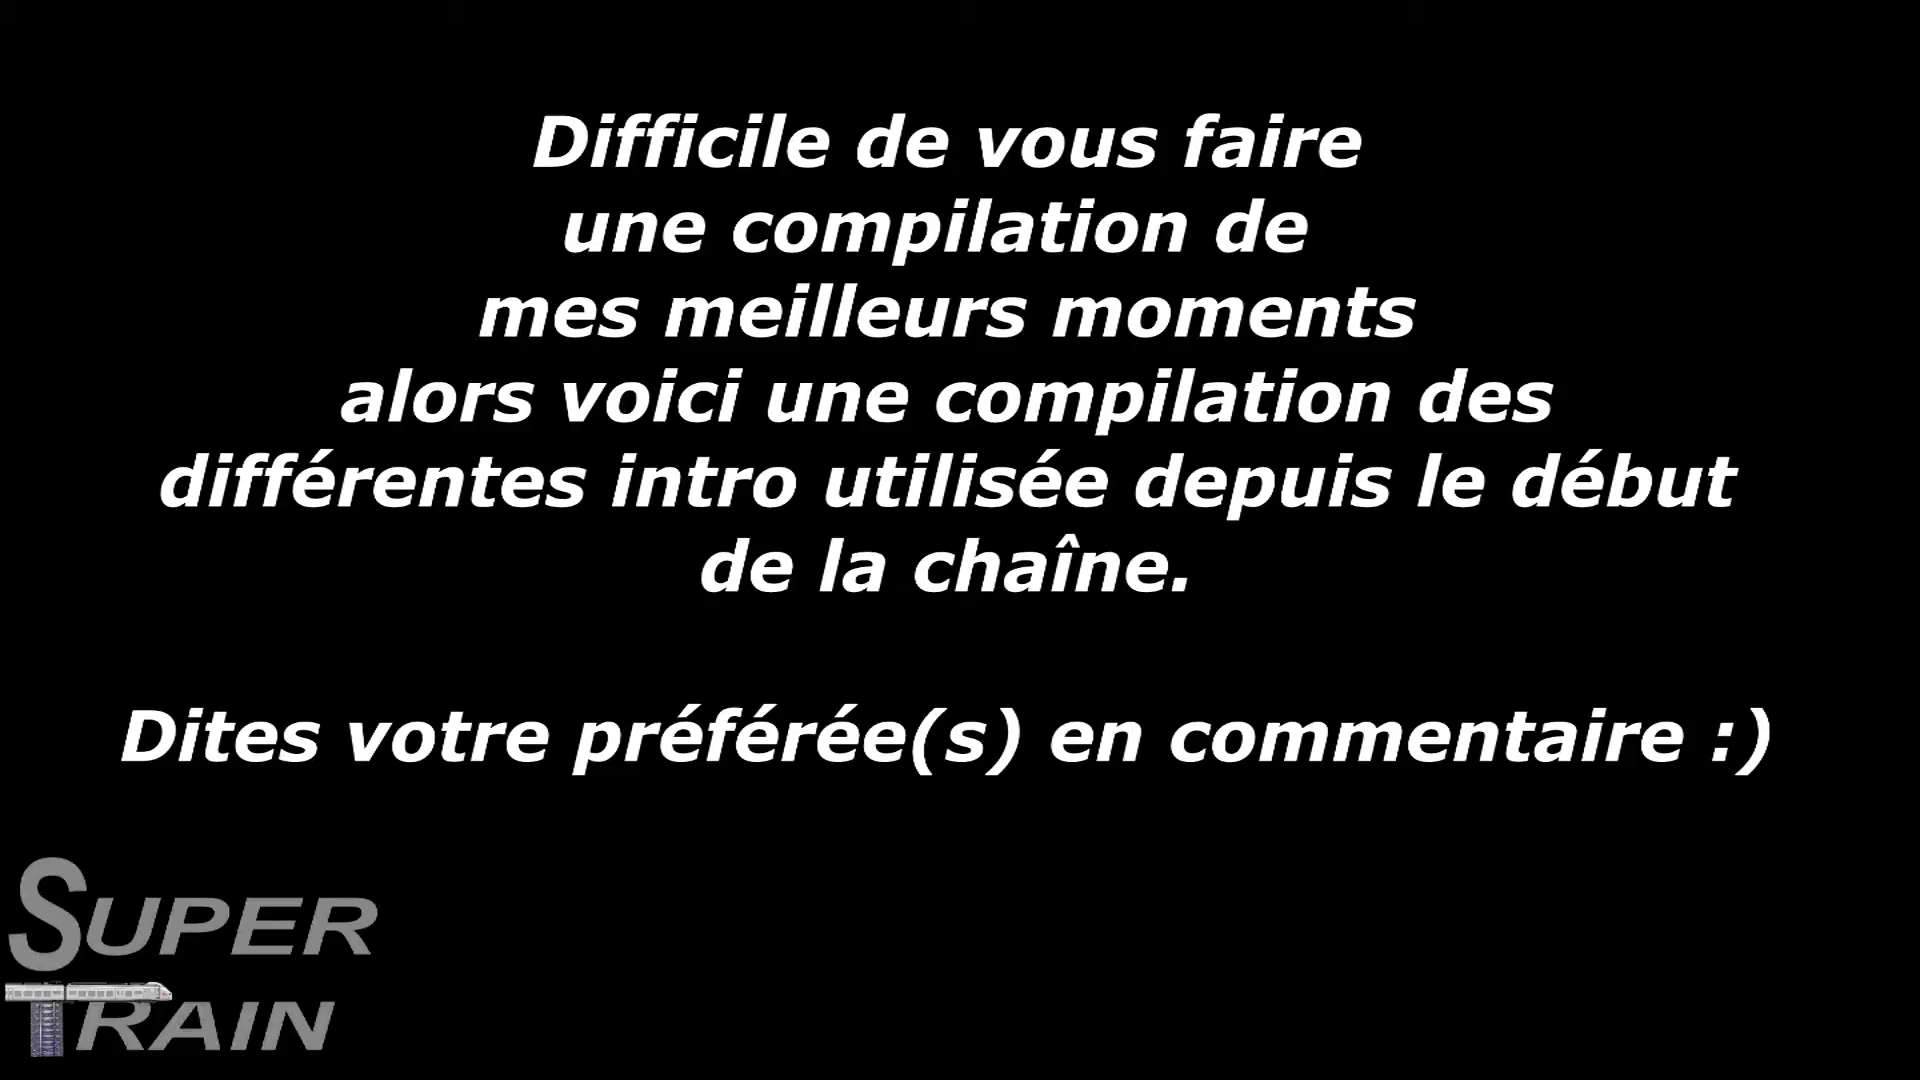 Difficile de vous faire
une compilation de
mes meilleurs moments
alors voici une compilation des
différentes intro utilisée depuis le début
de la chaîne.
Dites votre préférée(s) en commentaire :)
SUPER
TRAIN